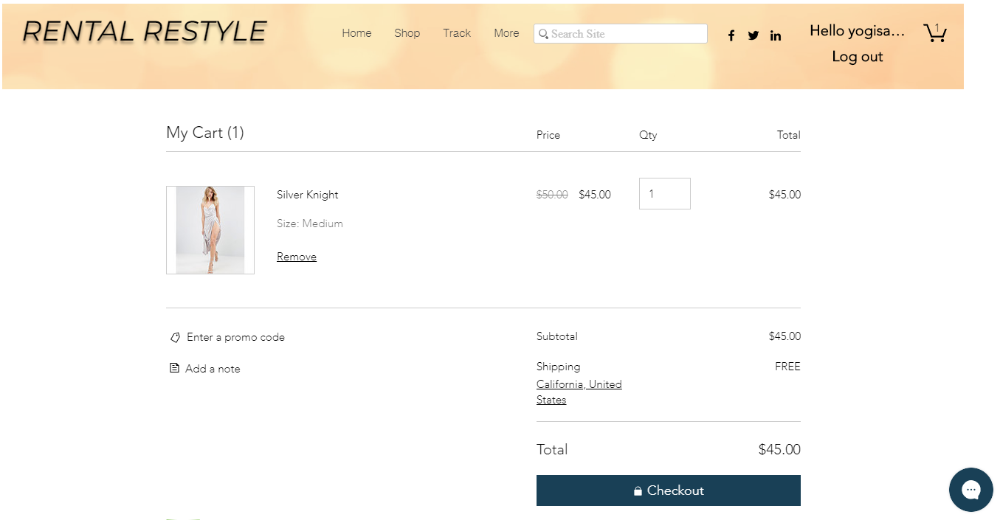 RENTAL RESTYLE
Home Shop Track More Search Site Hello yogisa... 1
Log out
My Cart (1) Price Qty Total
Silver Knight $50.00 $45.00 1 $45.00
Size: Medium
Remove
Enter a promo code Subtotal $45.00
Add a note Shipping FREE
California, United
States
Total $45.00
Checkout